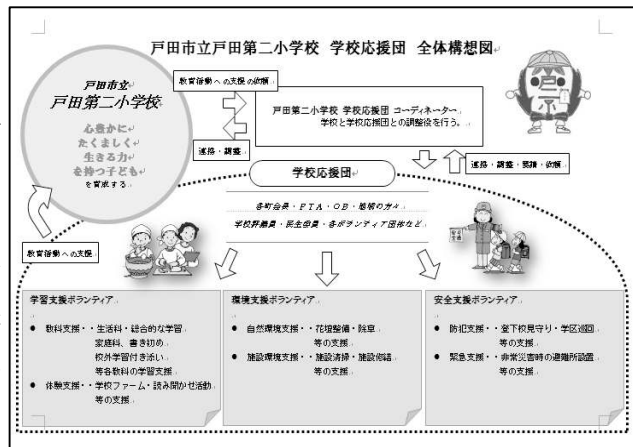 戸田市立戸田第二小学校 学校応援団 全体構想図
戸田市立
戸田第二小学校
心豊かに
たくましく
生きる力
を持つ子ども
を育成する
教育活動への支援の依頼
連絡・調整
戸田第二小学校 学校応援団 コーディネーター
学校と学校応援団との調整役を行う。
連絡・調整・要請・依頼
学校応援団
各町会長・PTA・OB・地域の方々
学校評議員・民生委員・各ボランティア団体など
教育活動への支援
学習支援ボランティア
● 教科支援・・生活科・総合的な学習
家庭科、書き初め
校外学習付き添い
等各教科の学習支援
● 体験支援・・学校ファーム・読み聞かせ活動
等の支援
環境支援ボランティア
● 自然環境支援・・花壇整備・除草
等の支援
● 施設環境支援・・施設清掃・施設修繕
等の支援
安全支援ボランティア
● 防犯支援・・登下校見守り・学区巡回
等の支援
● 緊急支援・・非常災害時の避難所設置
等の支援